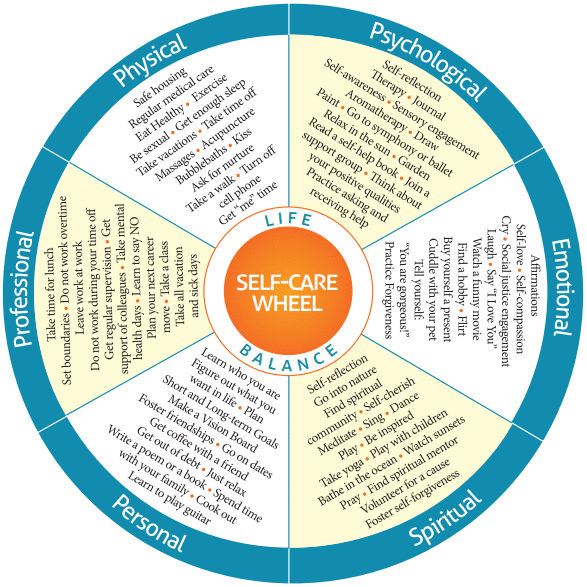 Physical
Safe housing
Regular medical care
Eat Healthy • Exercise
Be sexual • Get enough sleep
Take vacations • Take time off
Massages • Acupuncture
Bubblebaths • Kiss
Ask for nurture
Take a walk • Turn off
cell phone
Get "me" time
Psychological
Self-reflection
Therapy • Journal
Self-awareness • Sensory engagement
Aromatherapy • Draw
Paint • Go to symphony or ballet
Relax in the sun • Garden
Read a self-help book • Join a
support group • Think about
your positive qualities
Practice asking and
receiving help
Emotional
Affirmations
Self-love • Self-compassion
Cry • Social justice engagement
Laugh • Say "I Love You"
Watch a funny movie
Find a hobby • Flirt
Buy yourself a present
Cuddle with your pet
Tell yourself:
"You are gorgeous!"
Practice Forgiveness
Spiritual
Self-reflection
Go into nature
Find spiritual
community • Self-cherish
Meditate • Sing • Dance
Play • Be inspired
Take yoga • Play with children
Bathe in the ocean • Watch sunsets
Pray • Find spiritual mentor
Volunteer for a cause
Foster self-forgiveness
Personal
Learn who you are
Figure out what you
want in life • Plan
Short and Long-term Goals
Make a Vision Board
Foster friendships • Go on dates
Get coffee with a friend
Get out of debt • Just relax
Write a poem or a book • Spend time
with your family • Cook out
Learn to play guitar
Professional
Take time for lunch
Set boundaries • Do not work overtime
Leave work at work
Do not work during your time off
Get regular supervision • Get
support of colleagues • Take mental
health days • Learn to say NO
Plan your next career
move • Take a class
Take all vacation
and sick days
LIFE
SELF-CARE
WHEEL
BALANCE